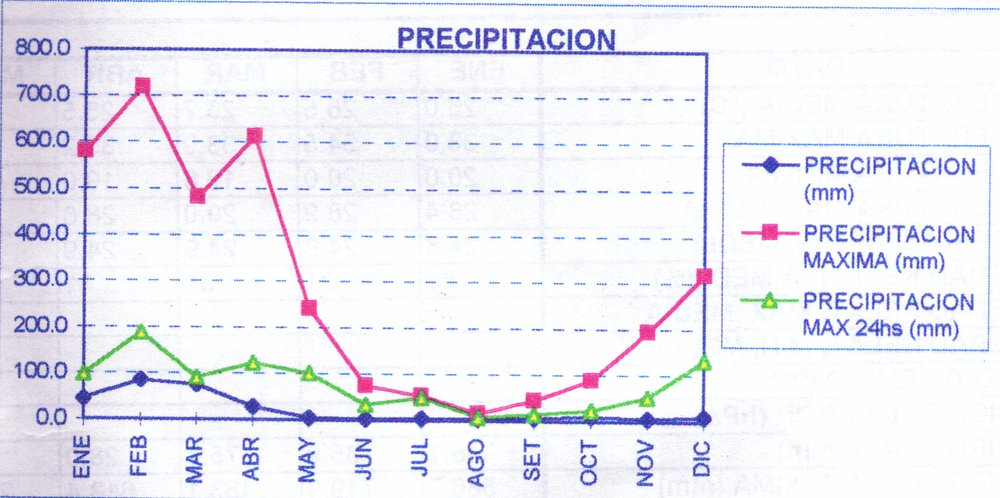 PRECIPITACION
800.0
700.0
600.0
500.0
400.0
300.0
200.0
100.0
0.0
ENE
FEB
MAR
ABR
MAY
JUN
JUL
AGO
SET
OCT
NOV
DIC
PRECIPITACION
(mm)
PRECIPITACION
MAXIMA (mm)
PRECIPITACION
MAX 24hs (mm)